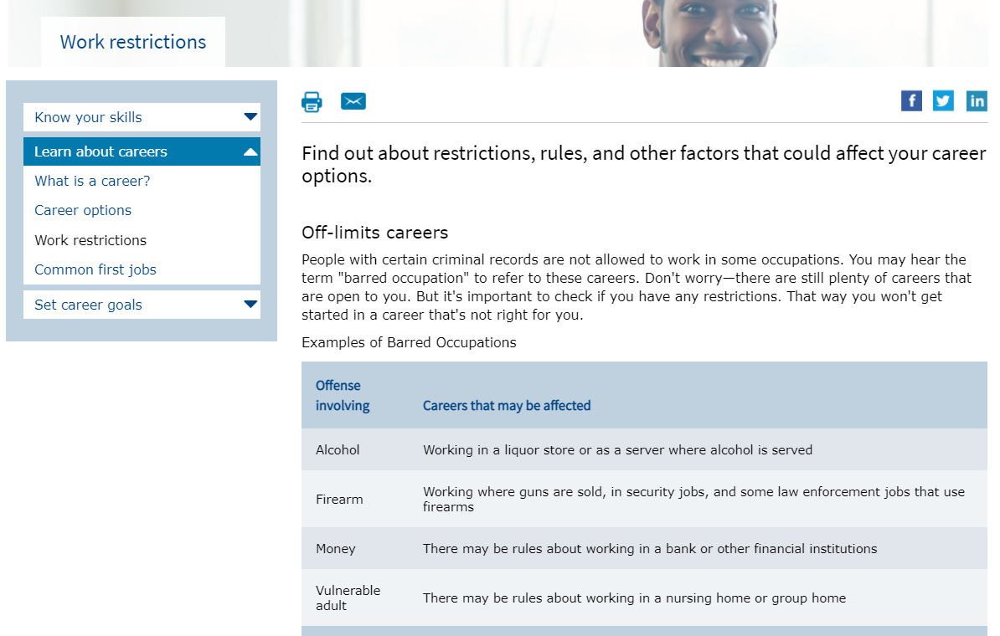 Work restrictions
Know your skills
Learn about careers
What is a career?
Career options
Work restrictions
Common first jobs
Set career goals
f
in
Find out about restrictions, rules, and other factors that could affect your career
options.
Off-limits careers
People with certain criminal records are not allowed to work in some occupations. You may hear the
term "barred occupation" to refer to these careers. Don't worry—there are still plenty of careers that
are open to you. But it's important to check if you have any restrictions. That way you won't get
started in a career that's not right for you.
Examples of Barred Occupations
Offense
involving
Careers that may be affected
Alcohol
Working in a liquor store or as a server where alcohol is served
Firearm
Working where guns are sold, in security jobs, and some law enforcement jobs that use
firearms
Money
There may be rules about working in a bank or other financial institutions
Vulnerable
adult
There may be rules about working in a nursing home or group home